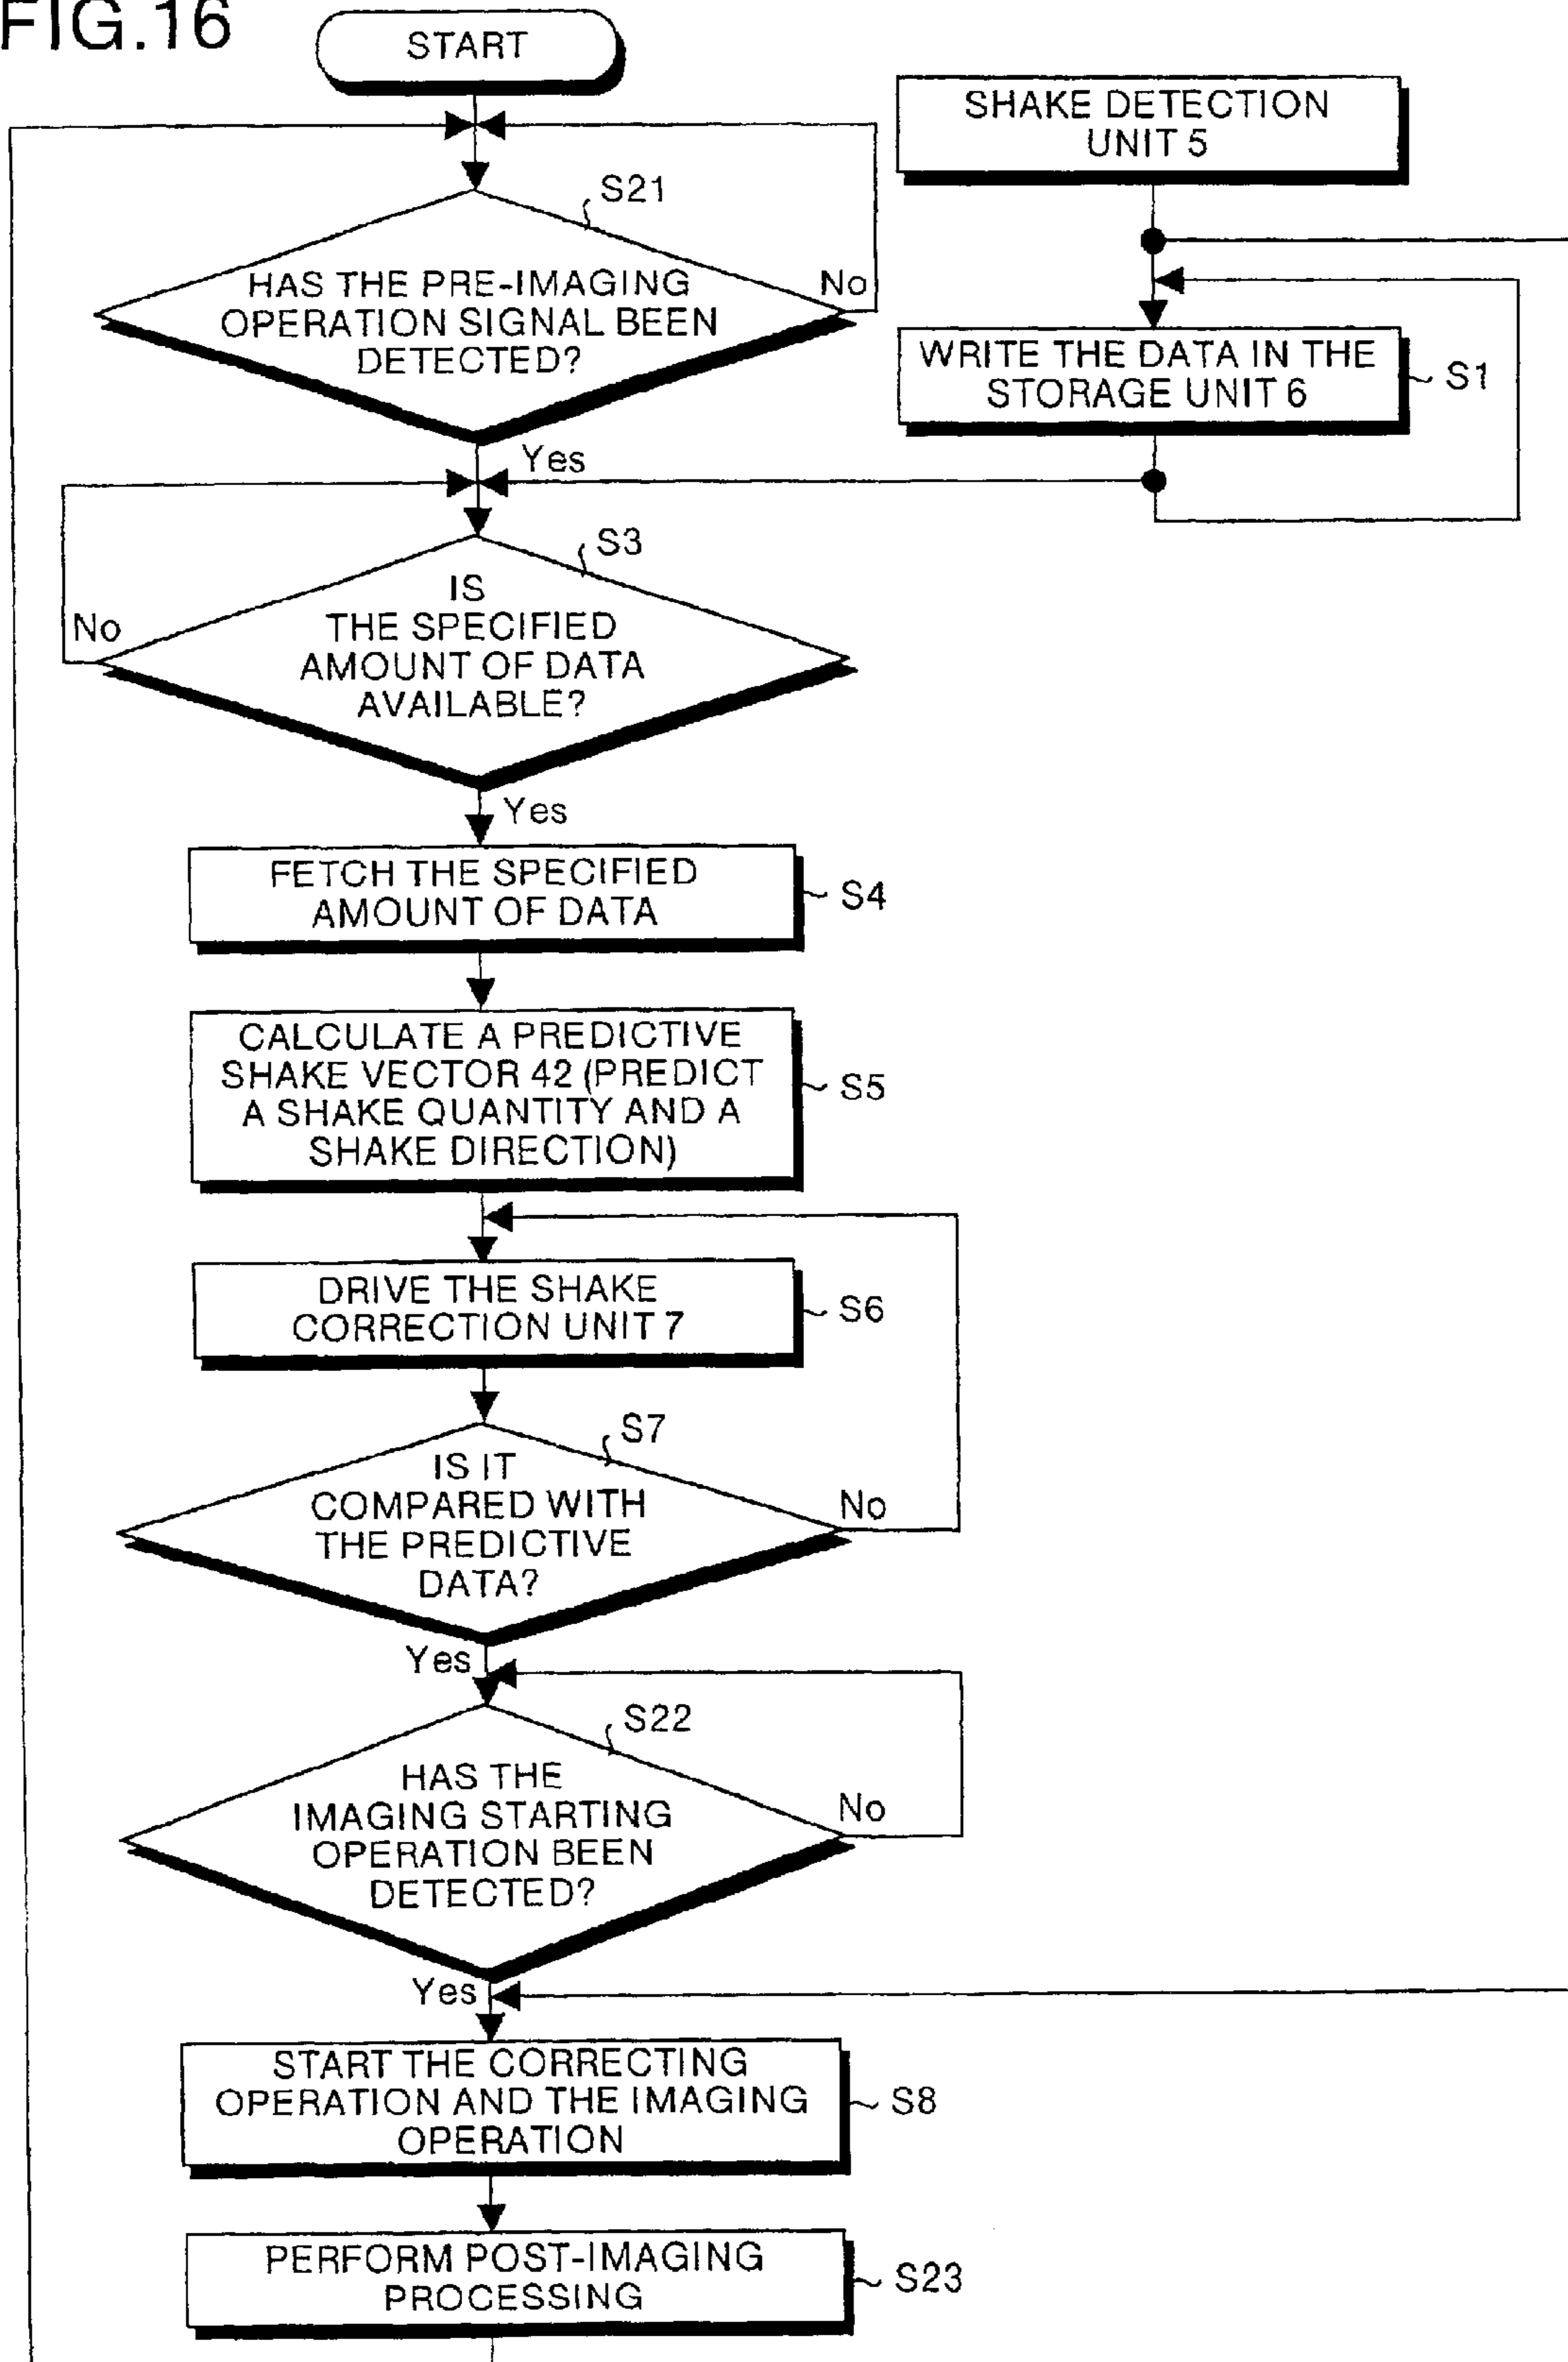 FIG.16
START
SHAKE DETECTION
UNIT 5
S21
HAS THE PRE-IMAGING
OPERATION SIGNAL BEEN
DETECTED?
No
WRITE THE DATA IN THE
STORAGE UNIT 6
S1
Yes
S3
IS
THE SPECIFIED
AMOUNT OF DATA
AVAILABLE?
No
Yes
FETCH THE SPECIFIED
AMOUNT OF DATA
S4
CALCULATE A PREDICTIVE
SHAKE VECTOR 42 (PREDICT
A SHAKE QUANTITY AND A
SHAKE DIRECTION)
S5
DRIVE THE SHAKE
CORRECTION UNIT 7
S6
S7
IS IT
COMPARED WITH
THE PREDICTIVE
DATA?
No
Yes
S22
HAS THE
IMAGING STARTING
OPERATION BEEN
DETECTED?
No
Yes
START THE CORRECTING
OPERATION AND THE IMAGING
OPERATION
S8
PERFORM POST-IMAGING
PROCESSING
S23